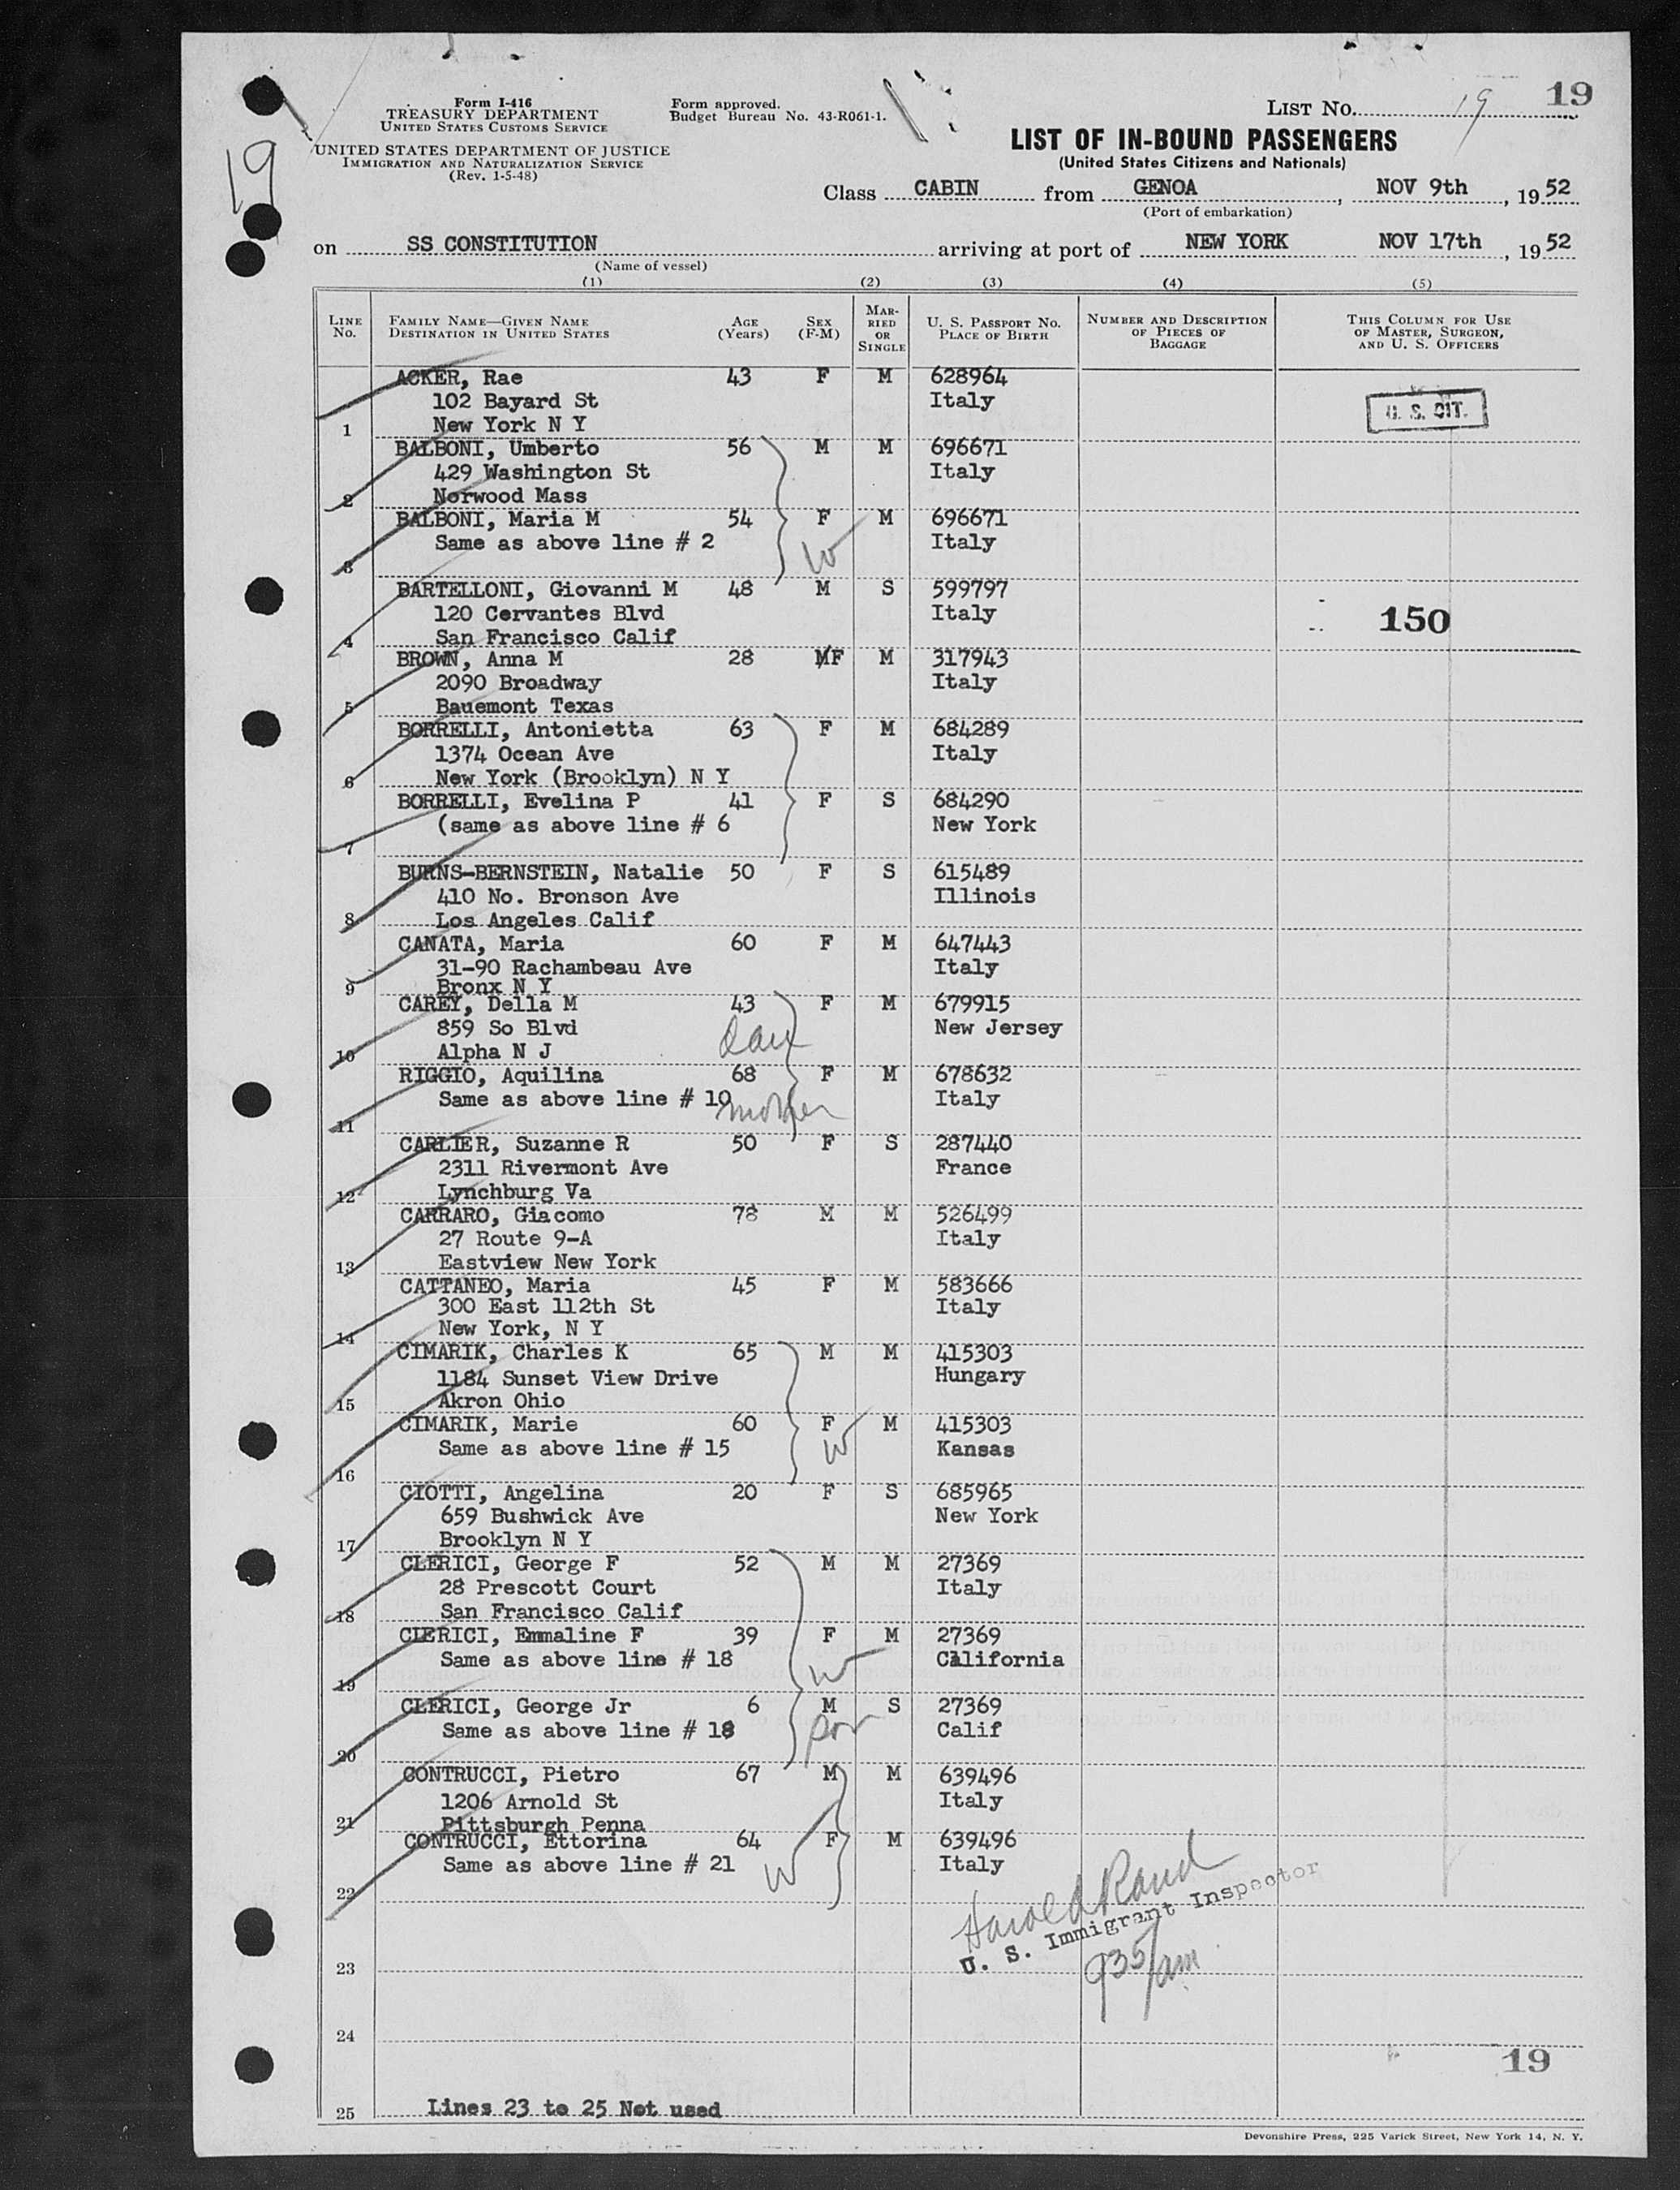 19
Form I-416
TREASURY DEPARTMENT
UNITED STATES CUSTOMS SERVICE
UNITED STATES DEPARTMENT OF JUSTICE
IMMIGRATION AND NATURALIZATION SERVICE
(Rev. 1-5-48)
Form approved.
Budget Bureau No. 43-R061-1.
LIST NO. 19 19
LIST OF IN-BOUND PASSENGERS
(United States Citizens and Nationals)
Class CABIN from GENOA, NOV 9th, 1952
(Port of embarkation)
on SS CONSTITUTION arriving at port of NEW YORK NOV 17th, 1952
(Name of vessel)
(1) (2) (3) (4) (5)
LINE NO. FAMILY NAME—GIVEN NAME DESTINATION IN UNITED STATES AGE (Years) SEX (F-M) MARRIED OR SINGLE U. S. PASSPORT NO. PLACE OF BIRTH NUMBER AND DESCRIPTION OF PIECES OF BAGGAGE THIS COLUMN FOR USE OF MASTER, SURGEON, AND U. S. OFFICERS
ACKER, Rae 43 F M 628964
102 Bayard St Italy U. S. CIT.
1 New York N Y
BALBONI, Umberto 56 M M 696671
429 Washington St Italy
2 Norwood Mass
BALBONI, Maria M 54 F M 696671
Same as above line # 2 W Italy
3
BARTELLONI, Giovanni M 48 M S 599797
120 Cervantes Blvd Italy 150
4 San Francisco Calif
BROWN, Anna M 28 MF M 317943
2090 Broadway Italy
5 Bauemont Texas
BORRELLI, Antonietta 63 F M 684289
1374 Ocean Ave Italy
6 New York (Brooklyn) N Y
BORRELLI, Evelina P 41 F S 684290
(same as above line # 6 New York
7
BURNS-BERNSTEIN, Natalie 50 F S 615489
410 No. Bronson Ave Illinois
8 Los Angeles Calif
CANATA, Maria 60 F M 647443
31-90 Rachambeau Ave Italy
9 Bronx N Y
CAREY, Della M 43 F M 679915
859 So Blvd Dau New Jersey
10 Alpha N J
RIGGIO, Aquilina 68 F M 678632
Same as above line # 10 mother Italy
11
CARLIER, Suzanne R 50 F S 287440
2311 Rivermont Ave France
12 Lynchburg Va
CARRARO, Giacomo 78 M M 526499
27 Route 9-A Italy
13 Eastview New York
CATTANEO, Maria 45 F M 583666
300 East 112th St Italy
14 New York, N Y
CIMARIK, Charles K 65 M M 415303
1184 Sunset View Drive Hungary
15 Akron Ohio
CIMARIK, Marie 60 F M 415303
Same as above line # 15 W Kansas
16
CIOTTI, Angelina 20 F S 685965
659 Bushwick Ave New York
17 Brooklyn N Y
CLERICI, George F 52 M M 27369
28 Prescott Court Italy
18 San Francisco Calif
CLERICI, Emmaline F 39 F M 27369
Same as above line # 18 W California
19
CLERICI, George Jr 6 M S 27369
Same as above line # 18 son Calif
20
CONTRUCCI, Pietro 67 M M 639496
1206 Arnold St Italy
21 Pittsburgh Penna
CONTRUCCI, Ettorina 64 F M 639496
Same as above line # 21 W Italy
22
Harold Rand
U. S. Immigrant Inspector
935/am
23
24
19
25 Lines 23 to 25 Not used
Devonshire Press, 225 Varick Street, New York 14, N. Y.